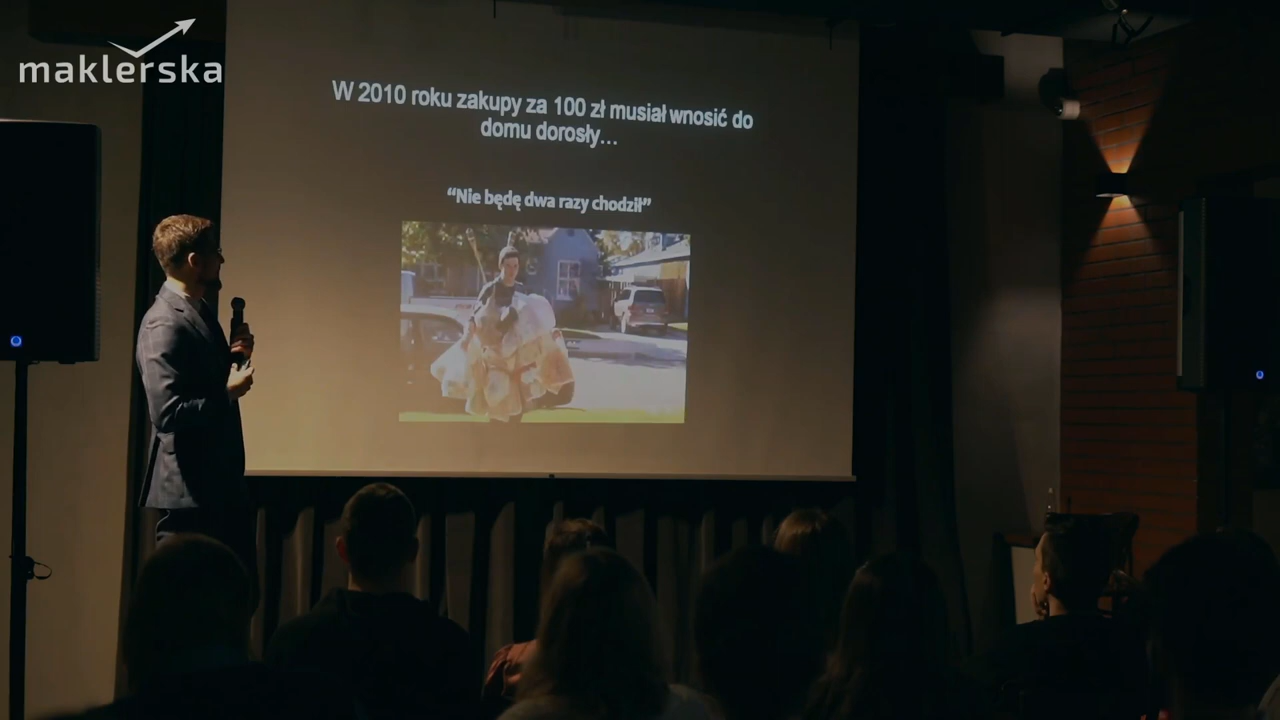 maklerska
W 2010 roku zakupy za 100 zł musiał wnosić do
domu dorosły...
“Nie będę dwa razy chodził”